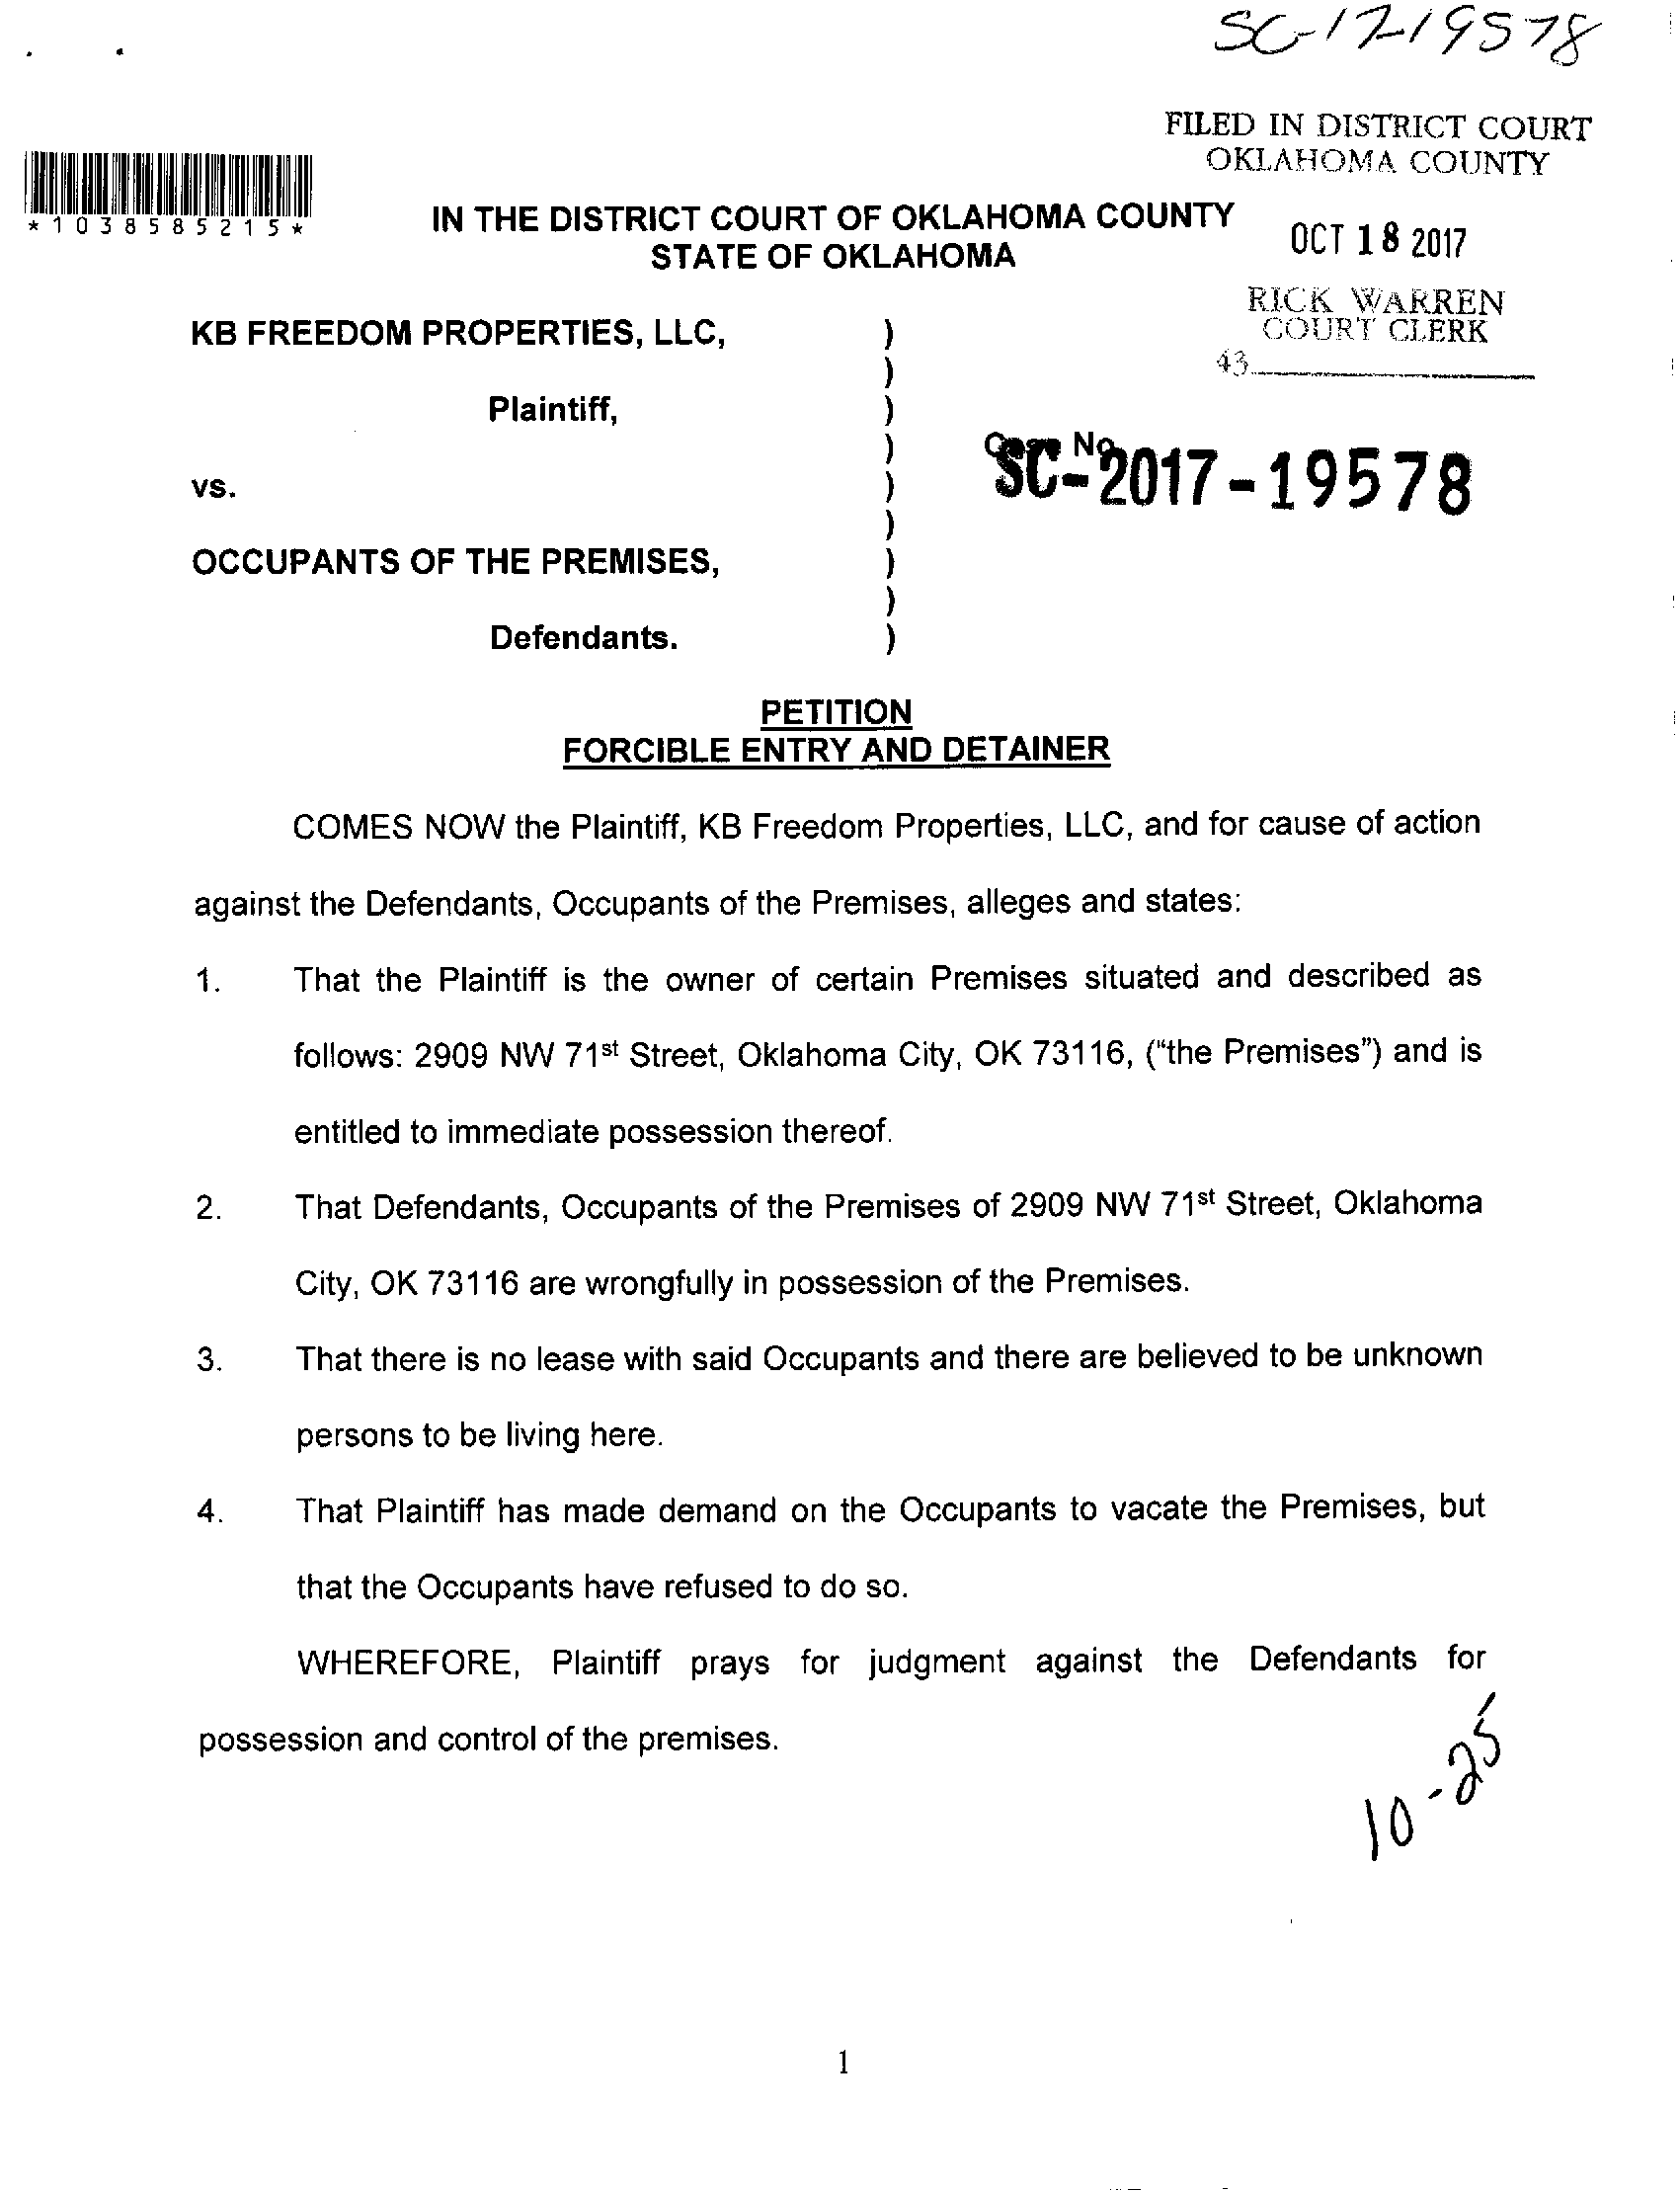 SC-17-19578
FILED IN DISTRICT COURT
OKLAHOMA COUNTY
*1038585215*
IN THE DISTRICT COURT OF OKLAHOMA COUNTY
STATE OF OKLAHOMA
OCT 18 2017
RICK WARREN
COURT CLERK
43
KB FREEDOM PROPERTIES, LLC, )
)
Plaintiff, )
)
vs. )
)
OCCUPANTS OF THE PREMISES, )
)
Defendants. )
Case No.
SC-2017-19578
PETITION
FORCIBLE ENTRY AND DETAINER
COMES NOW the Plaintiff, KB Freedom Properties, LLC, and for cause of action
against the Defendants, Occupants of the Premises, alleges and states:
1. That the Plaintiff is the owner of certain Premises situated and described as
follows: 2909 NW 71st Street, Oklahoma City, OK 73116, ("the Premises") and is
entitled to immediate possession thereof.
2. That Defendants, Occupants of the Premises of 2909 NW 71st Street, Oklahoma
City, OK 73116 are wrongfully in possession of the Premises.
3. That there is no lease with said Occupants and there are believed to be unknown
persons to be living here.
4. That Plaintiff has made demand on the Occupants to vacate the Premises, but
that the Occupants have refused to do so.
WHEREFORE, Plaintiff prays for judgment against the Defendants for
possession and control of the premises.
10-25
1